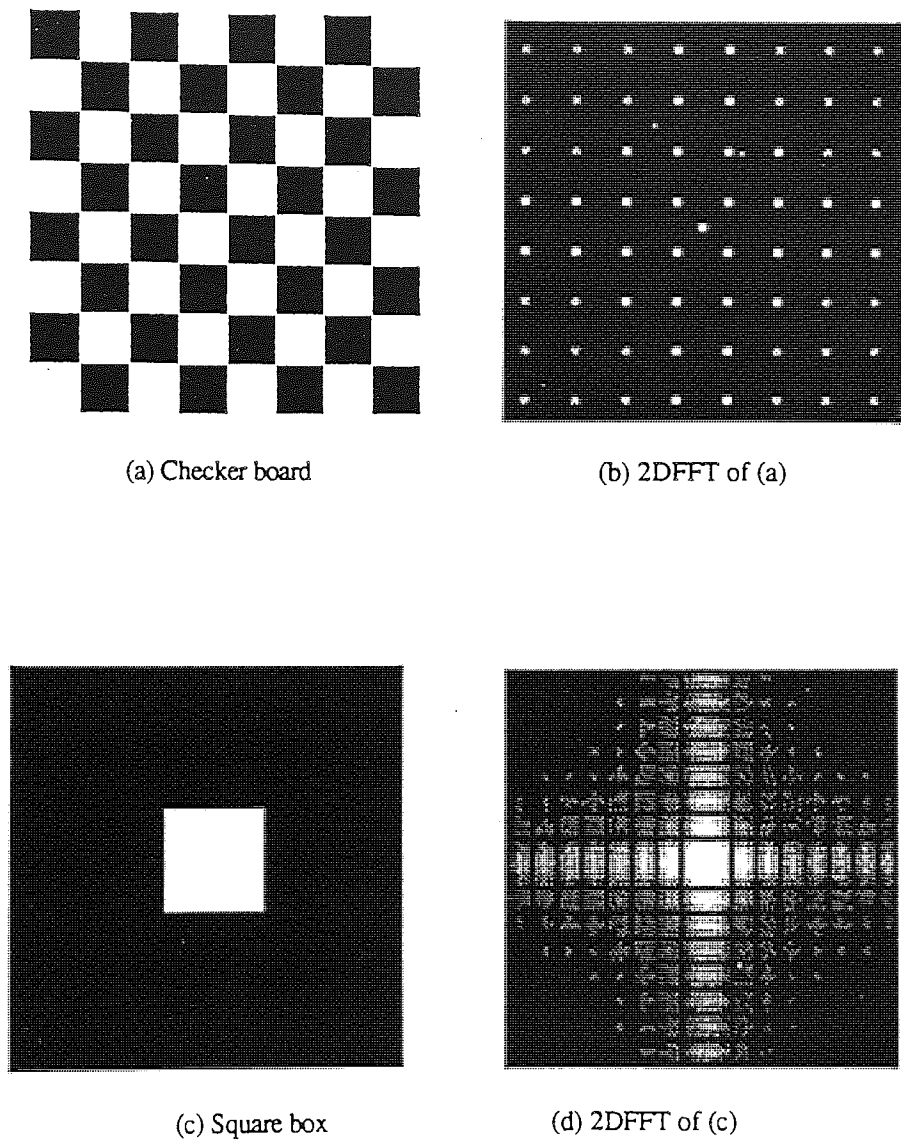 (a) Checker board
(b) 2DFFT of (a)
(c) Square box
(d) 2DFFT of (c)